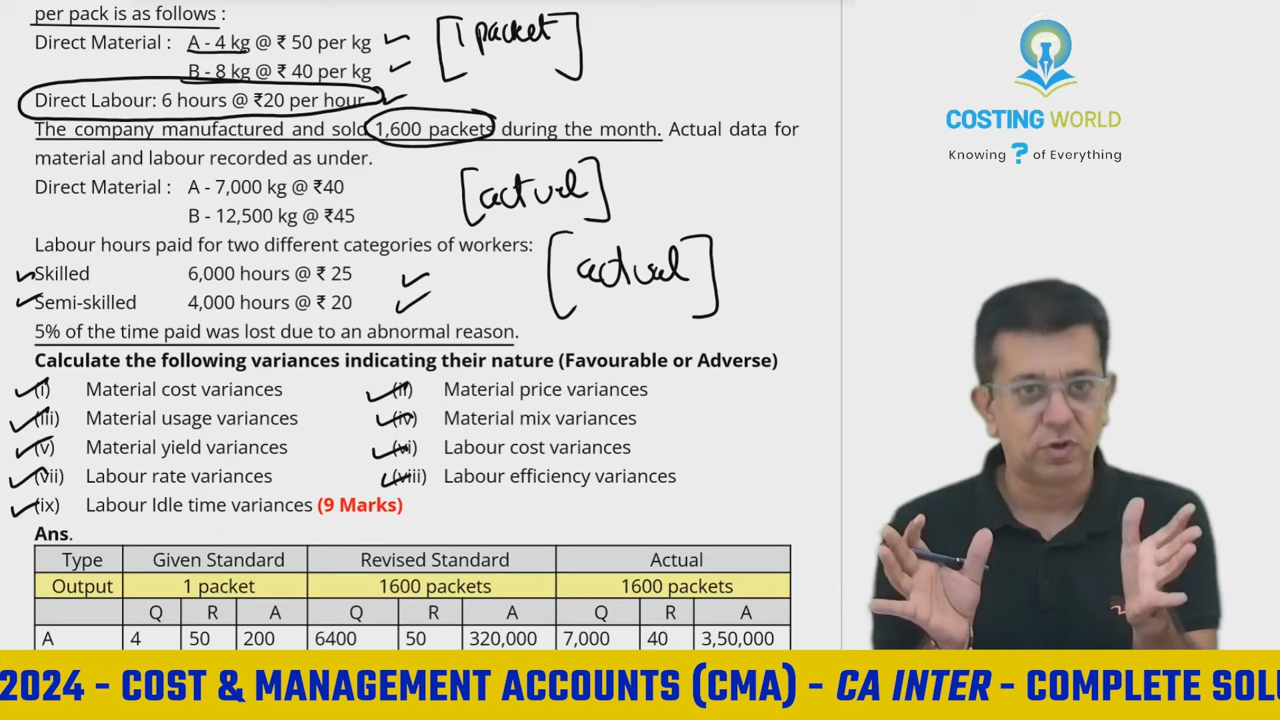 per pack is as follows :
Direct Material : A - 4 kg @ ₹ 50 per kg
B - 8 kg @ ₹ 40 per kg
[1 packet]
Direct Labour: 6 hours @ ₹20 per hour
The company manufactured and sold 1,600 packets during the month. Actual data for
material and labour recorded as under.
Direct Material : A - 7,000 kg @ ₹40
B - 12,500 kg @ ₹45
[actual]
Labour hours paid for two different categories of workers:
Skilled 6,000 hours @ ₹ 25
Semi-skilled 4,000 hours @ ₹ 20
[actual]
5% of the time paid was lost due to an abnormal reason.
Calculate the following variances indicating their nature (Favourable or Adverse)
(i) Material cost variances (ii) Material price variances
(iii) Material usage variances (iv) Material mix variances
(v) Material yield variances (vi) Labour cost variances
(vii) Labour rate variances (viii) Labour efficiency variances
(ix) Labour Idle time variances (9 Marks)
Ans.
Type Given Standard Revised Standard Actual
Output 1 packet 1600 packets 1600 packets
Q R A Q R A Q R A
A 4 50 200 6400 50 320,000 7,000 40 3,50,000
COSTING WORLD
Knowing ? of Everything
2024 - COST & MANAGEMENT ACCOUNTS (CMA) - CA INTER - COMPLETE SOLU